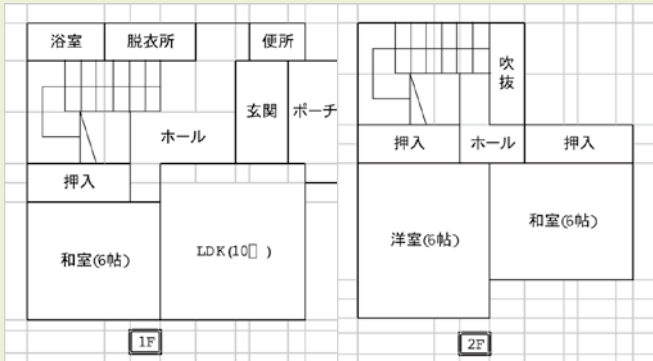 浴室
脱衣所
便所
玄関
ポーチ
ホール
押入
和室(6帖)
LDK(10▯ )
1F
吹
抜
押入
ホール
押入
洋室(6帖)
和室(6帖)
2F